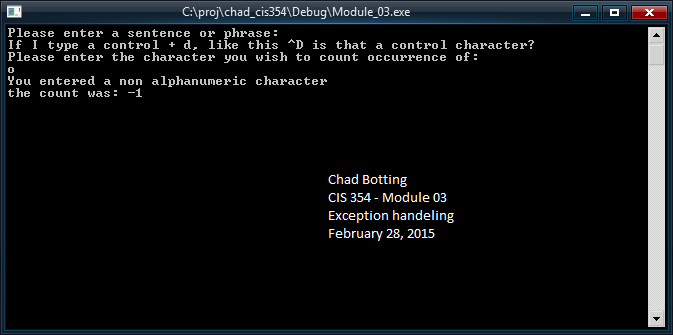 C:\proj\chad_cis354\Debug\Module_03.exe
Please enter a sentence or phrase:
If I type a control + d, like this ^D is that a control character?
Please enter the character you wish to count occurrence of:
o
You entered a non alphanumeric character
the count was: -1
Chad Botting
CIS 354 - Module 03
Exception handeling
February 28, 2015